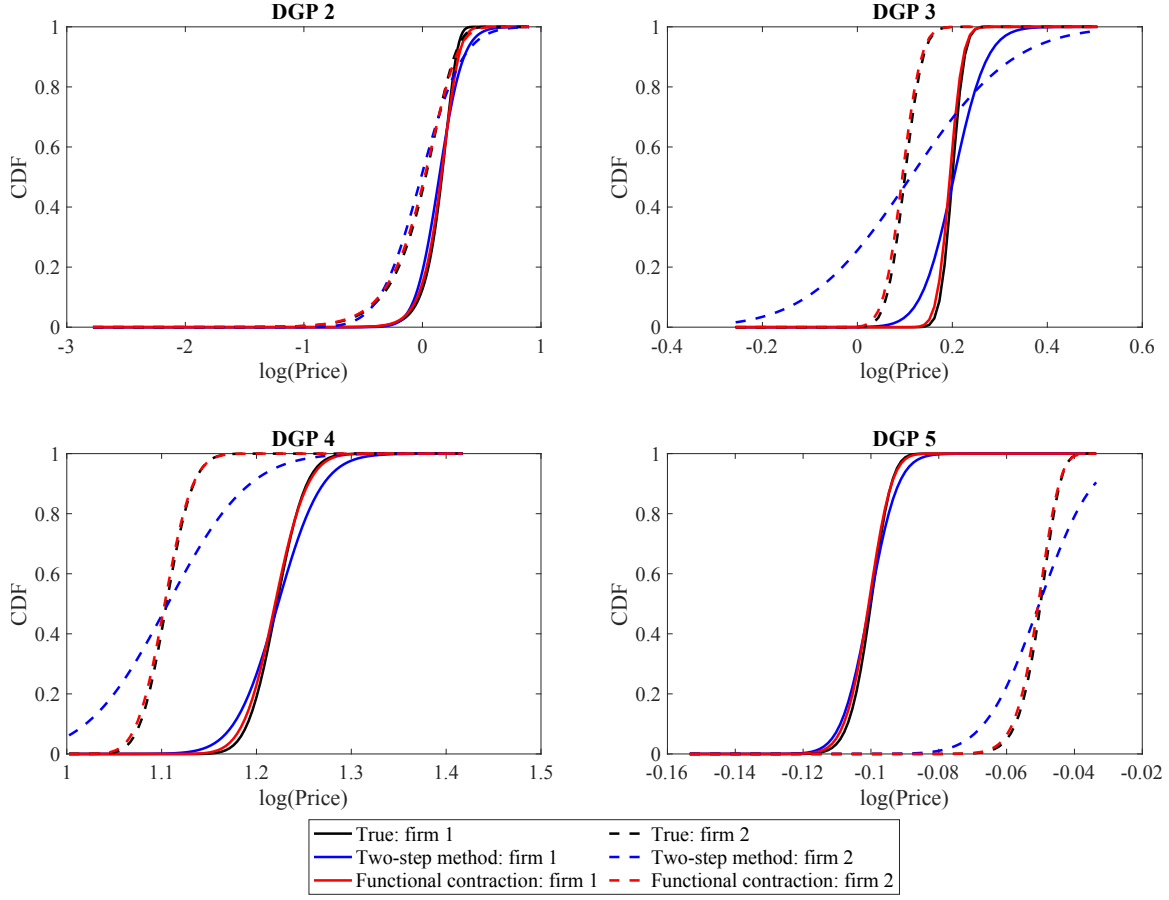 DGP 2
1
0.8
0.6
0.4
0.2
0
CDF
-3 -2 -1 0 1
log(Price)
DGP 3
1
0.8
0.6
0.4
0.2
0
CDF
-0.4 -0.2 0 0.2 0.4 0.6
log(Price)
DGP 4
1
0.8
0.6
0.4
0.2
0
CDF
1 1.1 1.2 1.3 1.4 1.5
log(Price)
DGP 5
1
0.8
0.6
0.4
0.2
0
CDF
-0.16 -0.14 -0.12 -0.1 -0.08 -0.06 -0.04 -0.02
log(Price)
True: firm 1
Two-step method: firm 1
Functional contraction: firm 1
True: firm 2
Two-step method: firm 2
Functional contraction: firm 2